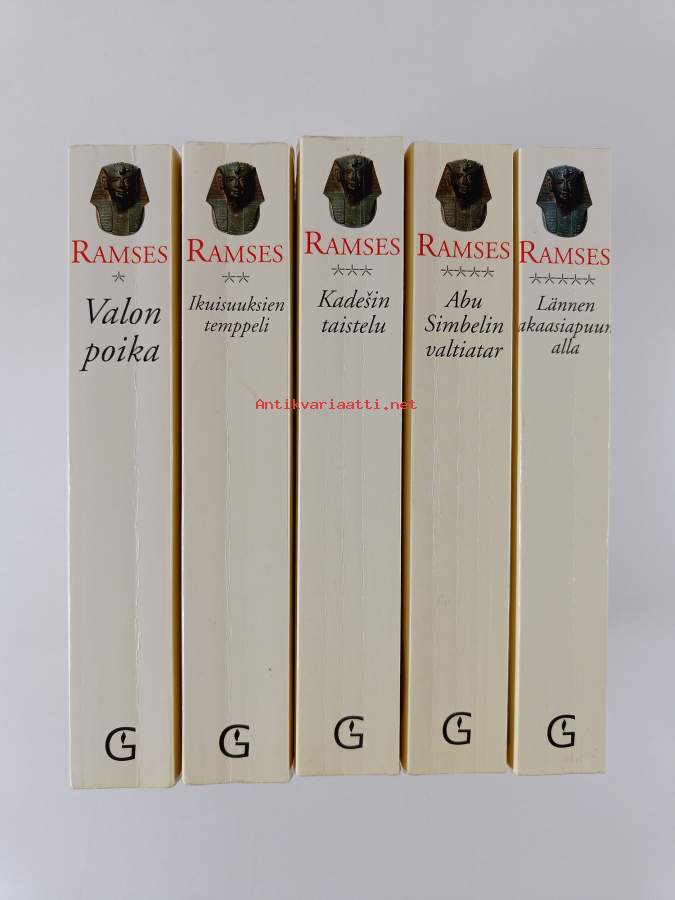 RAMSES
*
Valon
poika
G
RAMSES
**
Ikuisuuksien
temppeli
G
RAMSES
***
Kadešin
taistelu
G
RAMSES
****
Abu
Simbelin
valtiatar
G
RAMSES
*****
Lännen
akaasiapuun
alla
G
Antikvariaatti.net